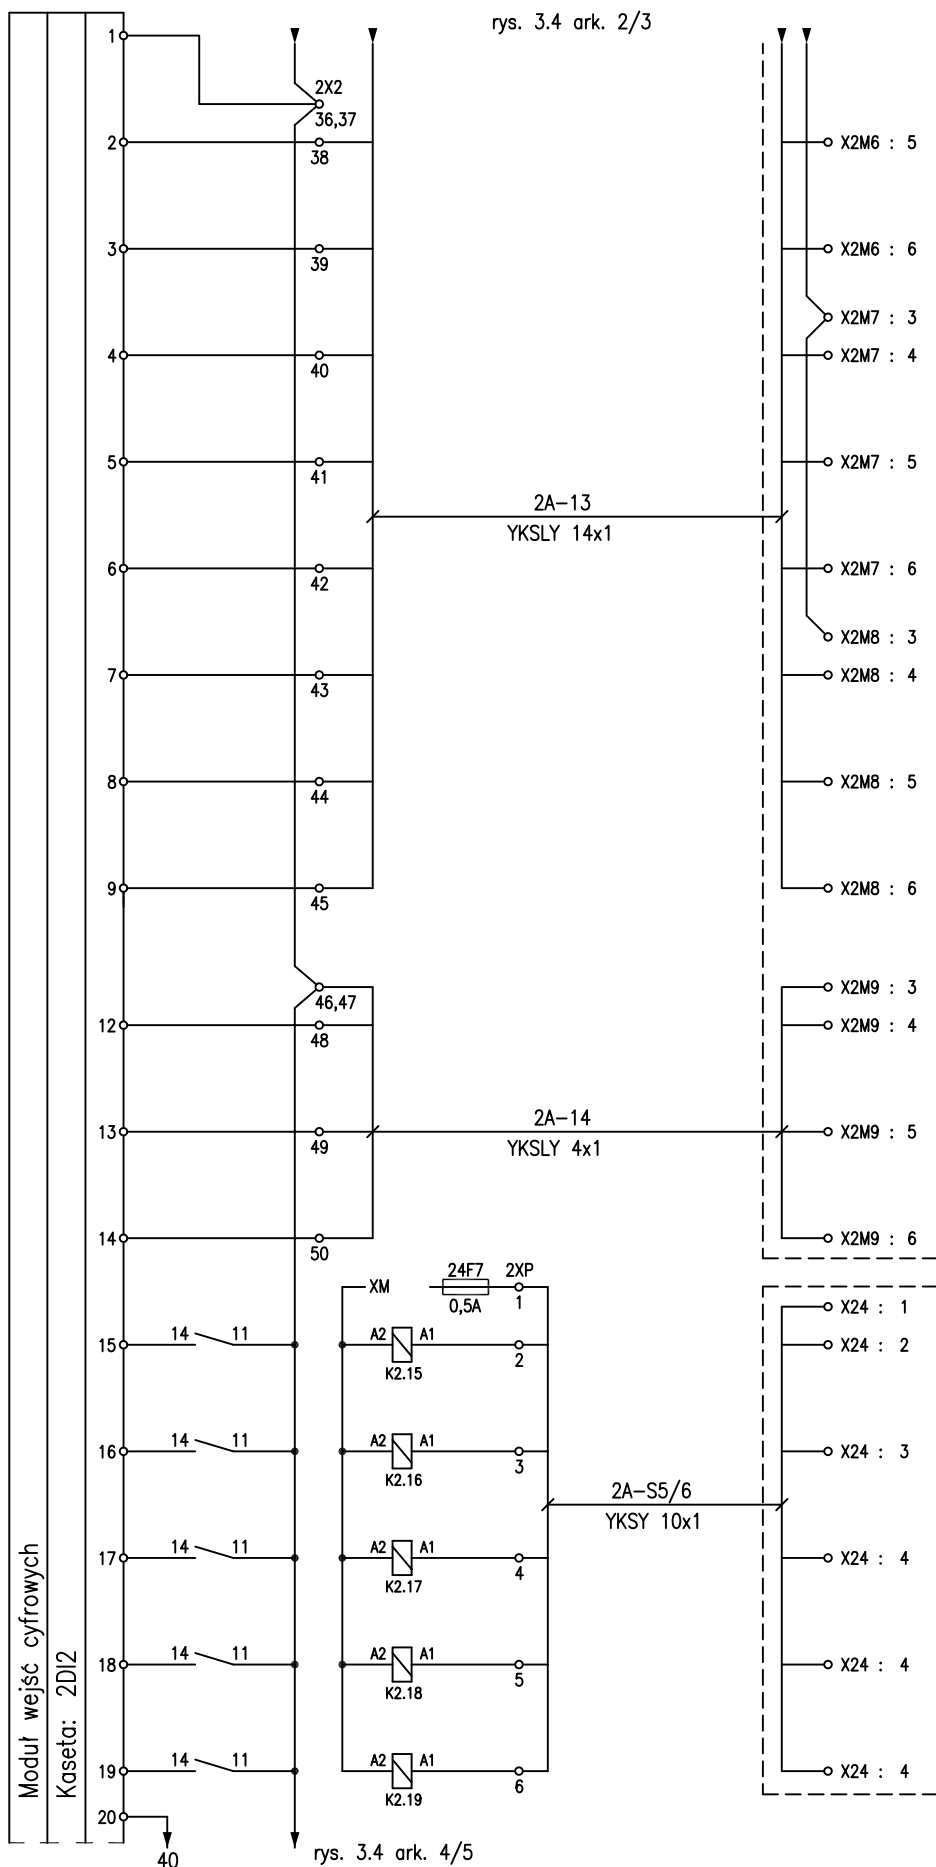 rys. 3.4 ark. 2/3
1
2X2
36,37
2
38
X2M6 : 5
3
39
X2M6 : 6
X2M7 : 3
4
40
X2M7 : 4
5
41
X2M7 : 5
2A-13
YKSLY 14x1
6
42
X2M7 : 6
X2M8 : 3
7
43
X2M8 : 4
8
44
X2M8 : 5
9
45
X2M8 : 6
46,47
X2M9 : 3
12
48
X2M9 : 4
13
49
2A-14
YKSLY 4x1
X2M9 : 5
14
50
X2M9 : 6
XM
24F7
0,5A
2XP
1
X24 : 1
15
14 11
A2 A1
K2.15
2
X24 : 2
16
14 11
A2 A1
K2.16
3
X24 : 3
2A-S5/6
YKSY 10x1
17
14 11
A2 A1
K2.17
4
X24 : 4
18
14 11
A2 A1
K2.18
5
X24 : 4
19
14 11
A2 A1
K2.19
6
X24 : 4
20
40
rys. 3.4 ark. 4/5
Moduł wejść cyfrowych
Kaseta: 2DI2